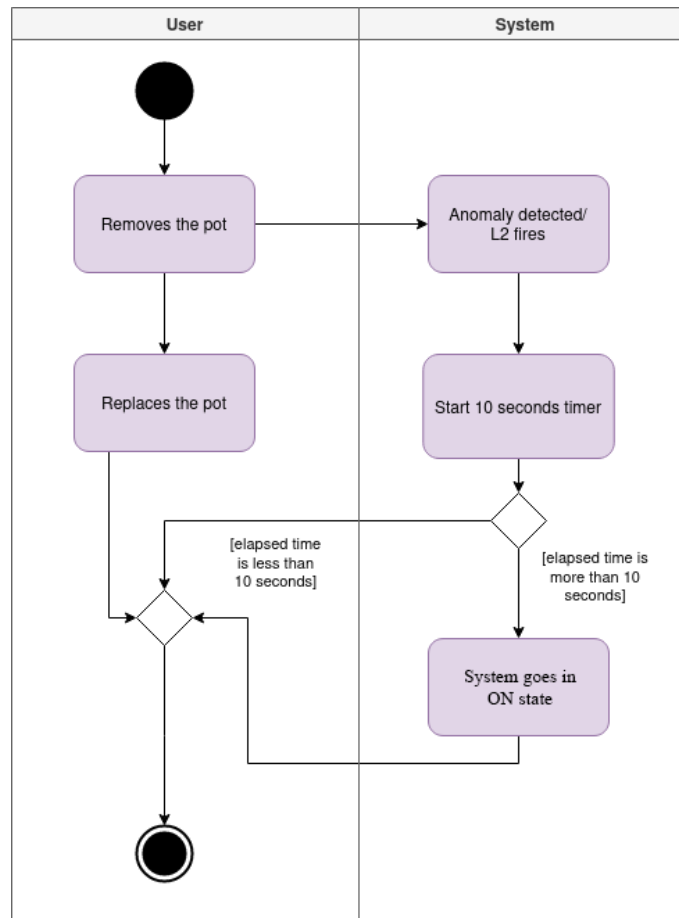 User
System
Removes the pot
Anomaly detected/
L2 fires
Replaces the pot
Start 10 seconds timer
[elapsed time
is less than
10 seconds]
[elapsed time is
more than 10
seconds]
System goes in
ON state